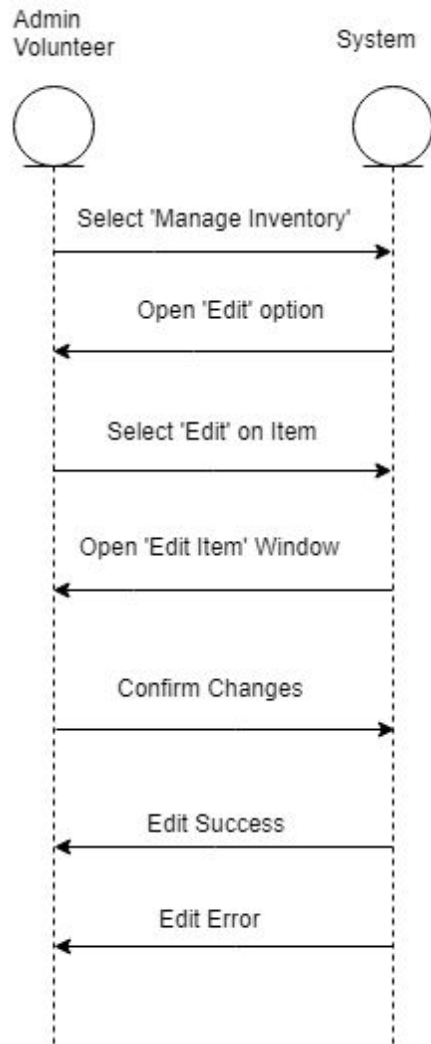 Admin
Volunteer
System
Select 'Manage Inventory'
Open 'Edit' option
Select 'Edit' on Item
Open 'Edit Item' Window
Confirm Changes
Edit Success
Edit Error